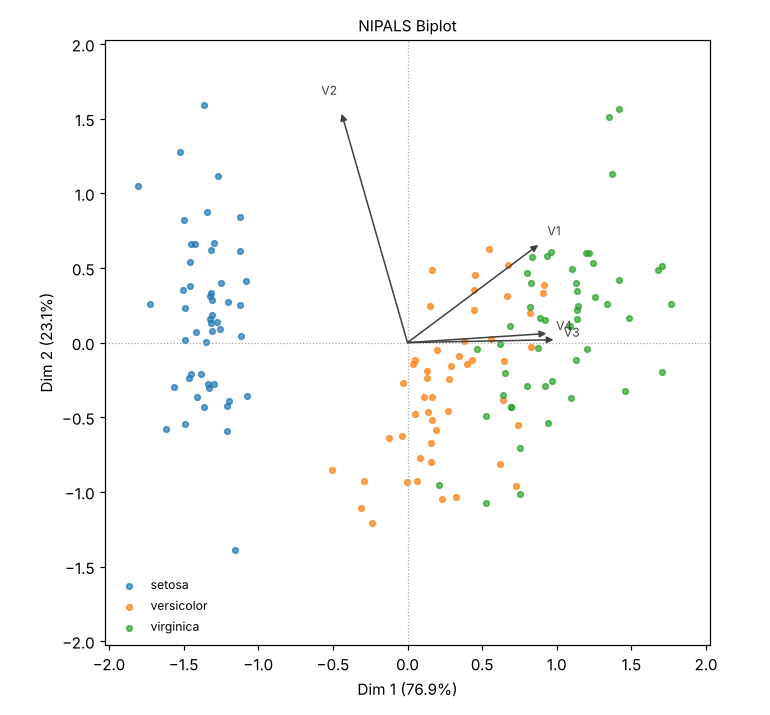 NIPALS Biplot
2.0
1.5
1.0
0.5
0.0
−0.5
−1.0
−1.5
−2.0
Dim 2 (23.1%)
V2
V1
V4
V3
setosa
versicolor
virginica
−2.0 −1.5 −1.0 −0.5 0.0 0.5 1.0 1.5 2.0
Dim 1 (76.9%)